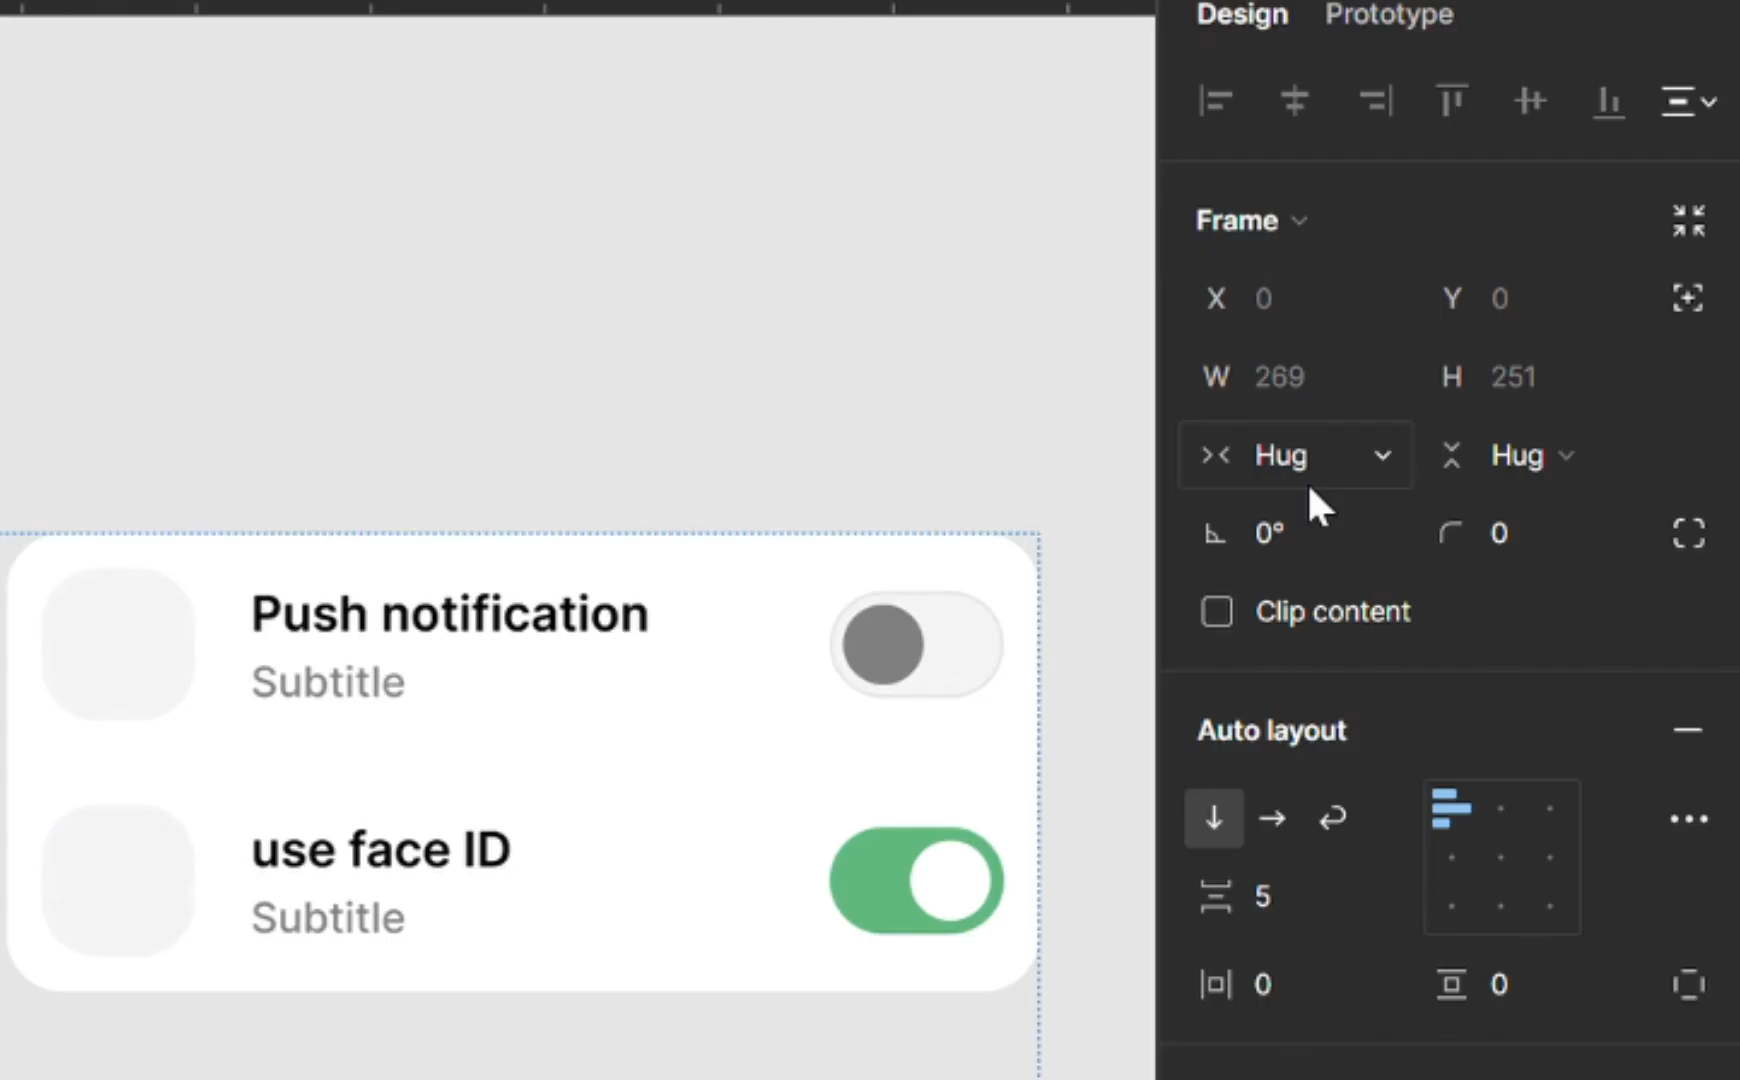 Design Prototype
Frame
X 0 Y 0
W 269 H 251
Hug Hug
0° 0
Clip content
Auto layout
5
0 0
Push notification
Subtitle
use face ID
Subtitle